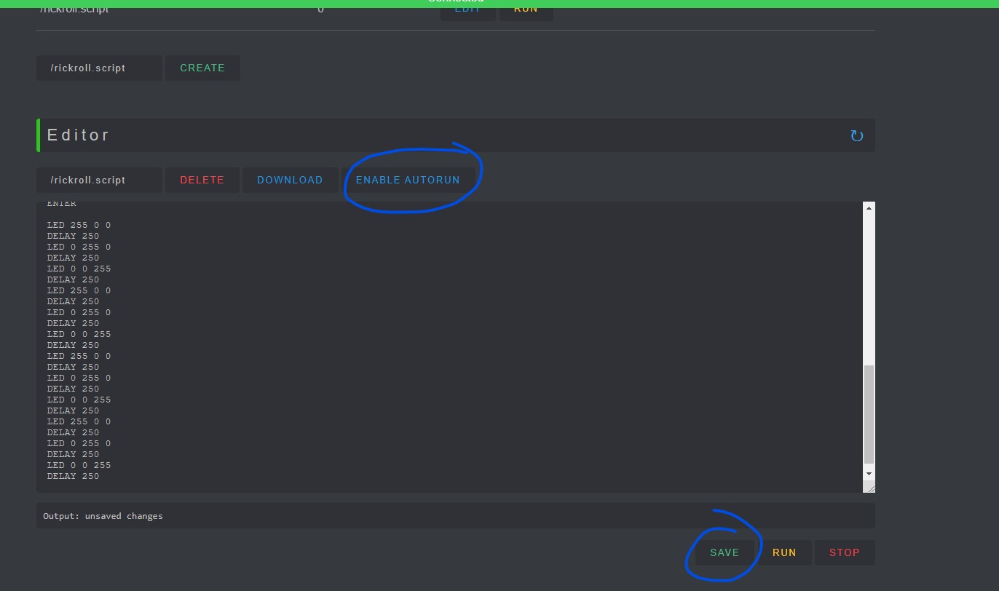 Connected
/rickroll.script 0 EDIT RUN
/rickroll.script CREATE
Editor
/rickroll.script DELETE DOWNLOAD ENABLE AUTORUN
ENTER
LED 255 0 0
DELAY 250
LED 0 255 0
DELAY 250
LED 0 0 255
DELAY 250
LED 255 0 0
DELAY 250
LED 0 255 0
DELAY 250
LED 0 0 255
DELAY 250
LED 255 0 0
DELAY 250
LED 0 255 0
DELAY 250
LED 0 0 255
DELAY 250
LED 255 0 0
DELAY 250
LED 0 255 0
DELAY 250
LED 0 0 255
DELAY 250
Output: unsaved changes
SAVE RUN STOP